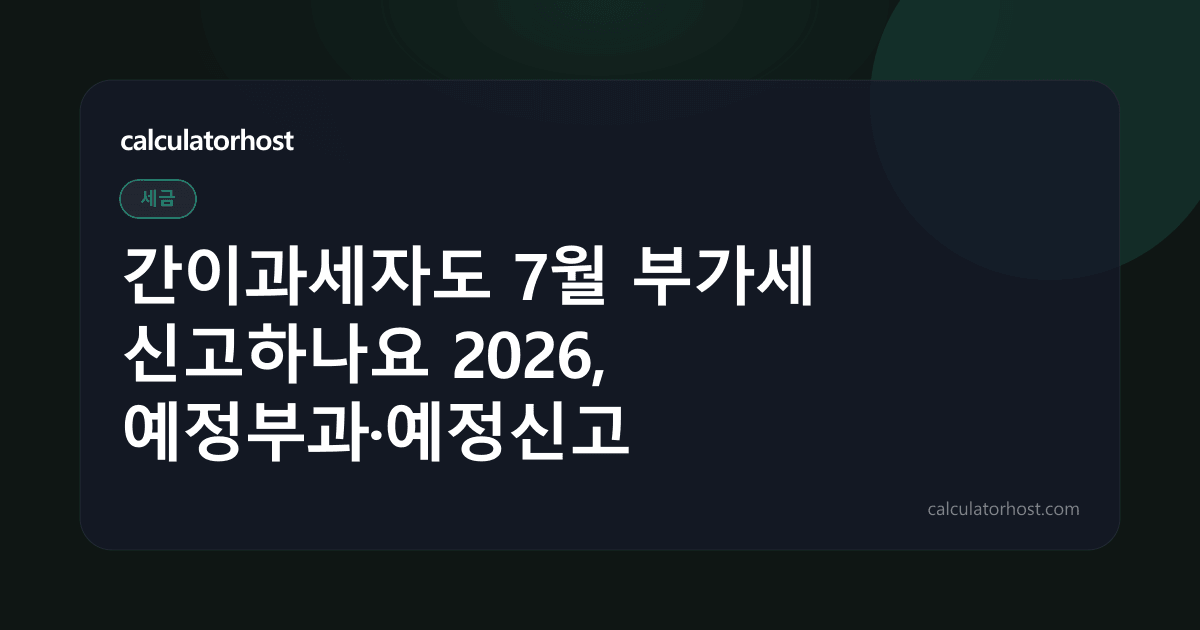 calculatorhost
세금
간이과세자도 7월 부가세
신고하나요 2026,
예정부과·예정신고
calculatorhost.com